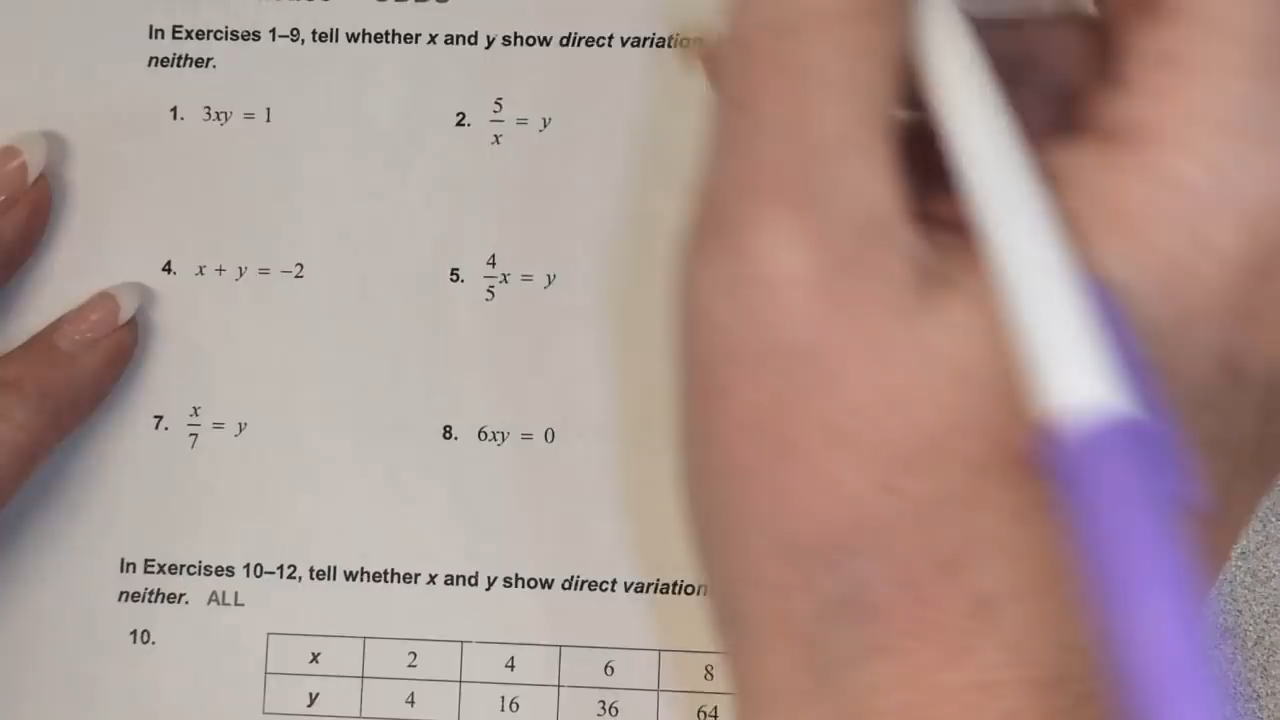 In Exercises 1–9, tell whether x and y show direct variation
neither.
1. 3xy = 1
2. 5/x = y
4. x + y = −2
5. 4/5 x = y
7. x/7 = y
8. 6xy = 0
In Exercises 10–12, tell whether x and y show direct variation
neither. ALL
10.
x 2 4 6 8
y 4 16 36 64